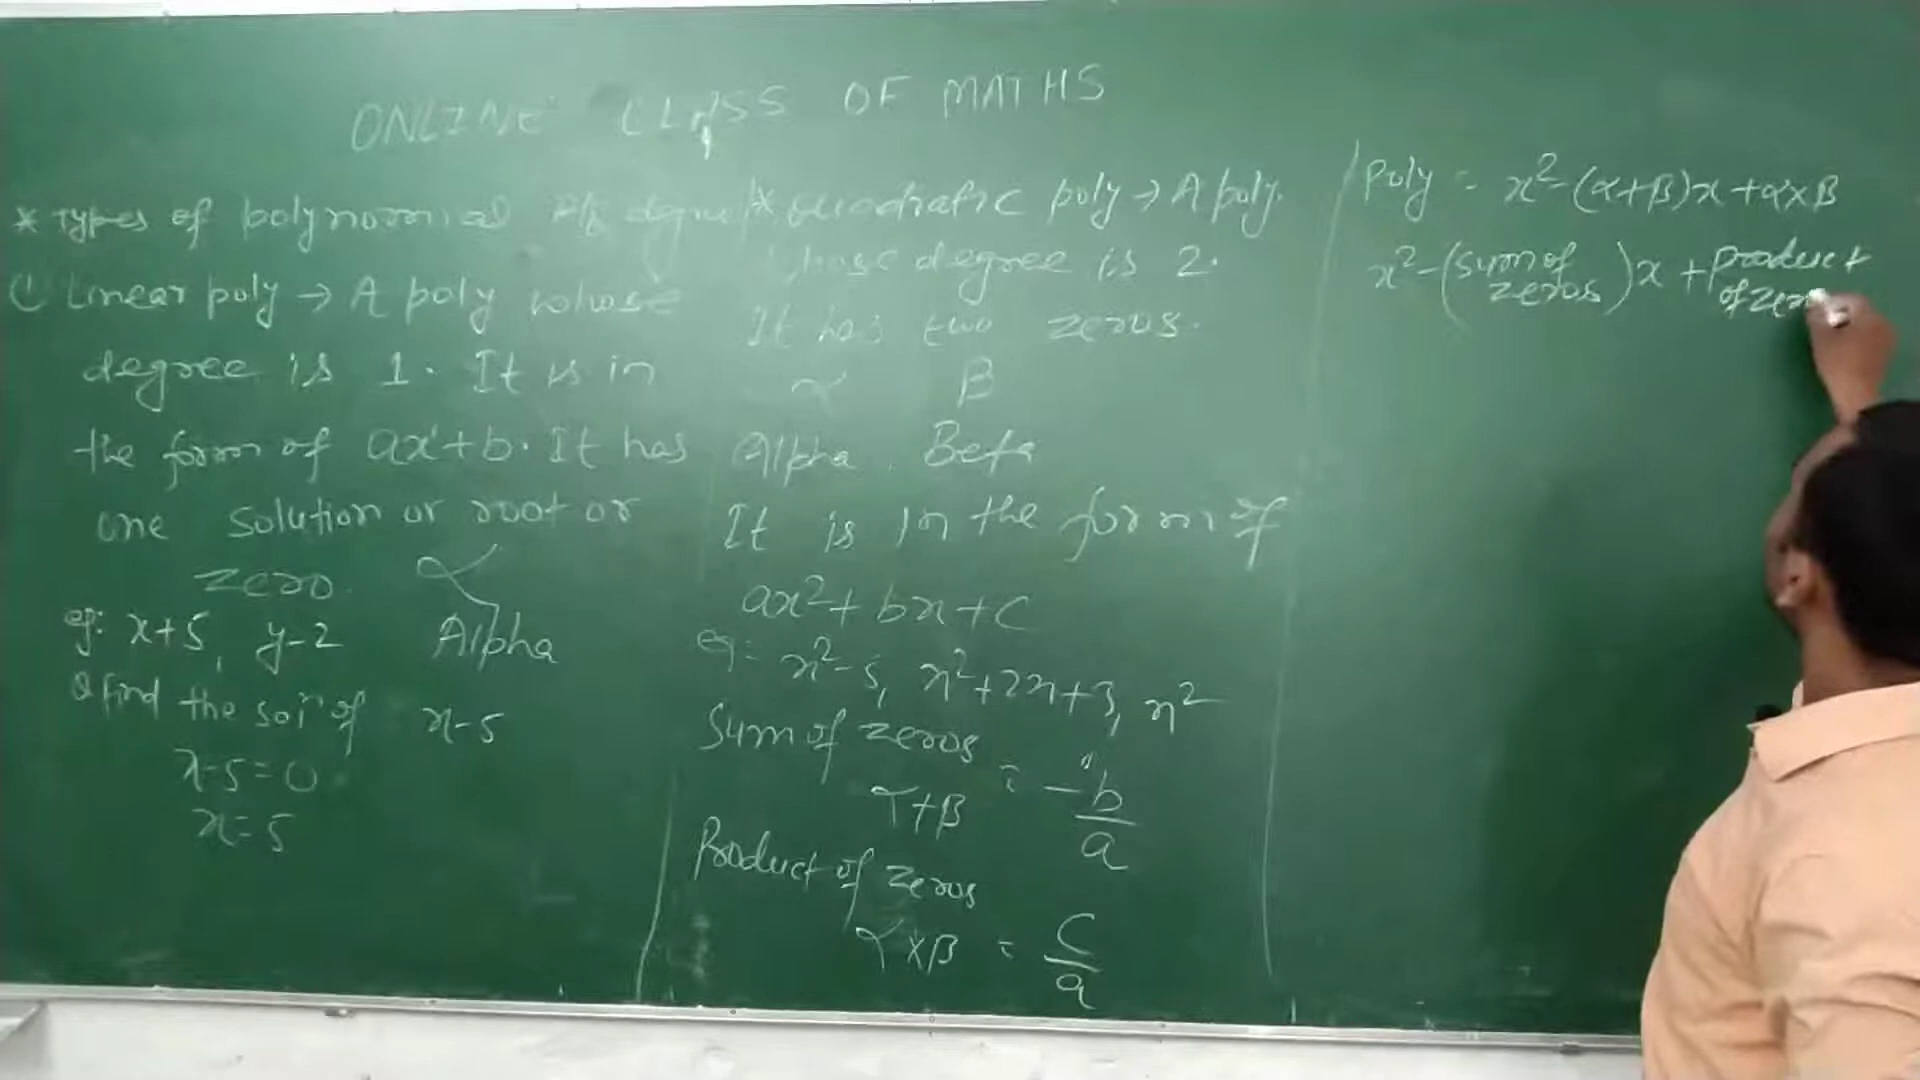 ONLINE CLASS OF MATHS
* Types of polynomial degree
(1 Linear poly → A poly whose
degree is 1. It is in
the form of ax¹+b. It has
one solution or root or
zero.
α
Alpha
eg: x+5, y-2
Q find the sol^n of x-5
x-5=0
x=5
* quadratic poly → A poly.
whose degree is 2.
It has two zeros.
α β
Alpha, Beta
It is in the form of
ax²+bx+c
eg:- x²-5, x²+2x+3, x²
Sum of zeros
α+β = -b/a
Product of zeros
α×β = c/a
Poly = x²-(α+β)x+α×β
x²-(sum of zeros)x + product of